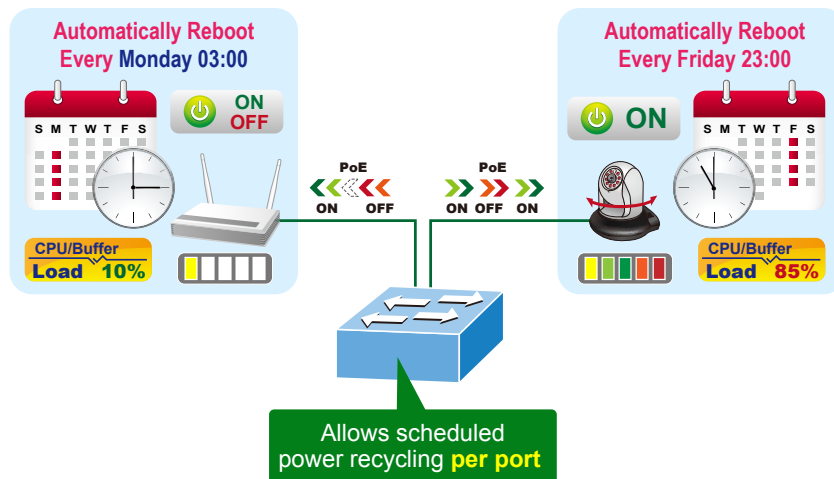 Automatically Reboot
Every Monday 03:00
S M T W T F S
ON
OFF
CPU/Buffer
Load 10%
PoE
ON OFF
PoE
ON OFF ON
Automatically Reboot
Every Friday 23:00
ON
S M T W T F S
CPU/Buffer
Load 85%
Allows scheduled
power recycling per port